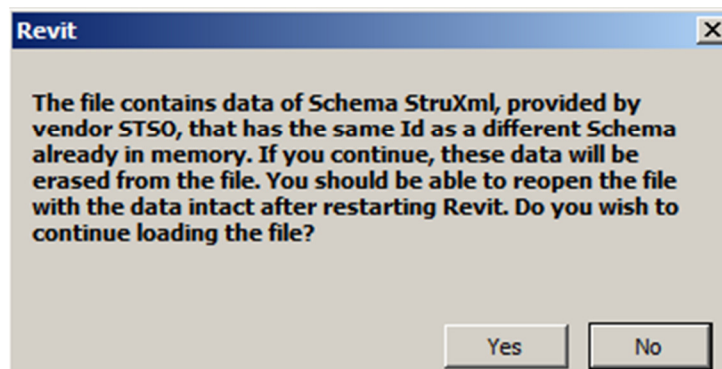 Revit
The file contains data of Schema StruXml, provided by
vendor STSO, that has the same Id as a different Schema
already in memory. If you continue, these data will be
erased from the file. You should be able to reopen the file
with the data intact after restarting Revit. Do you wish to
continue loading the file?
Yes No